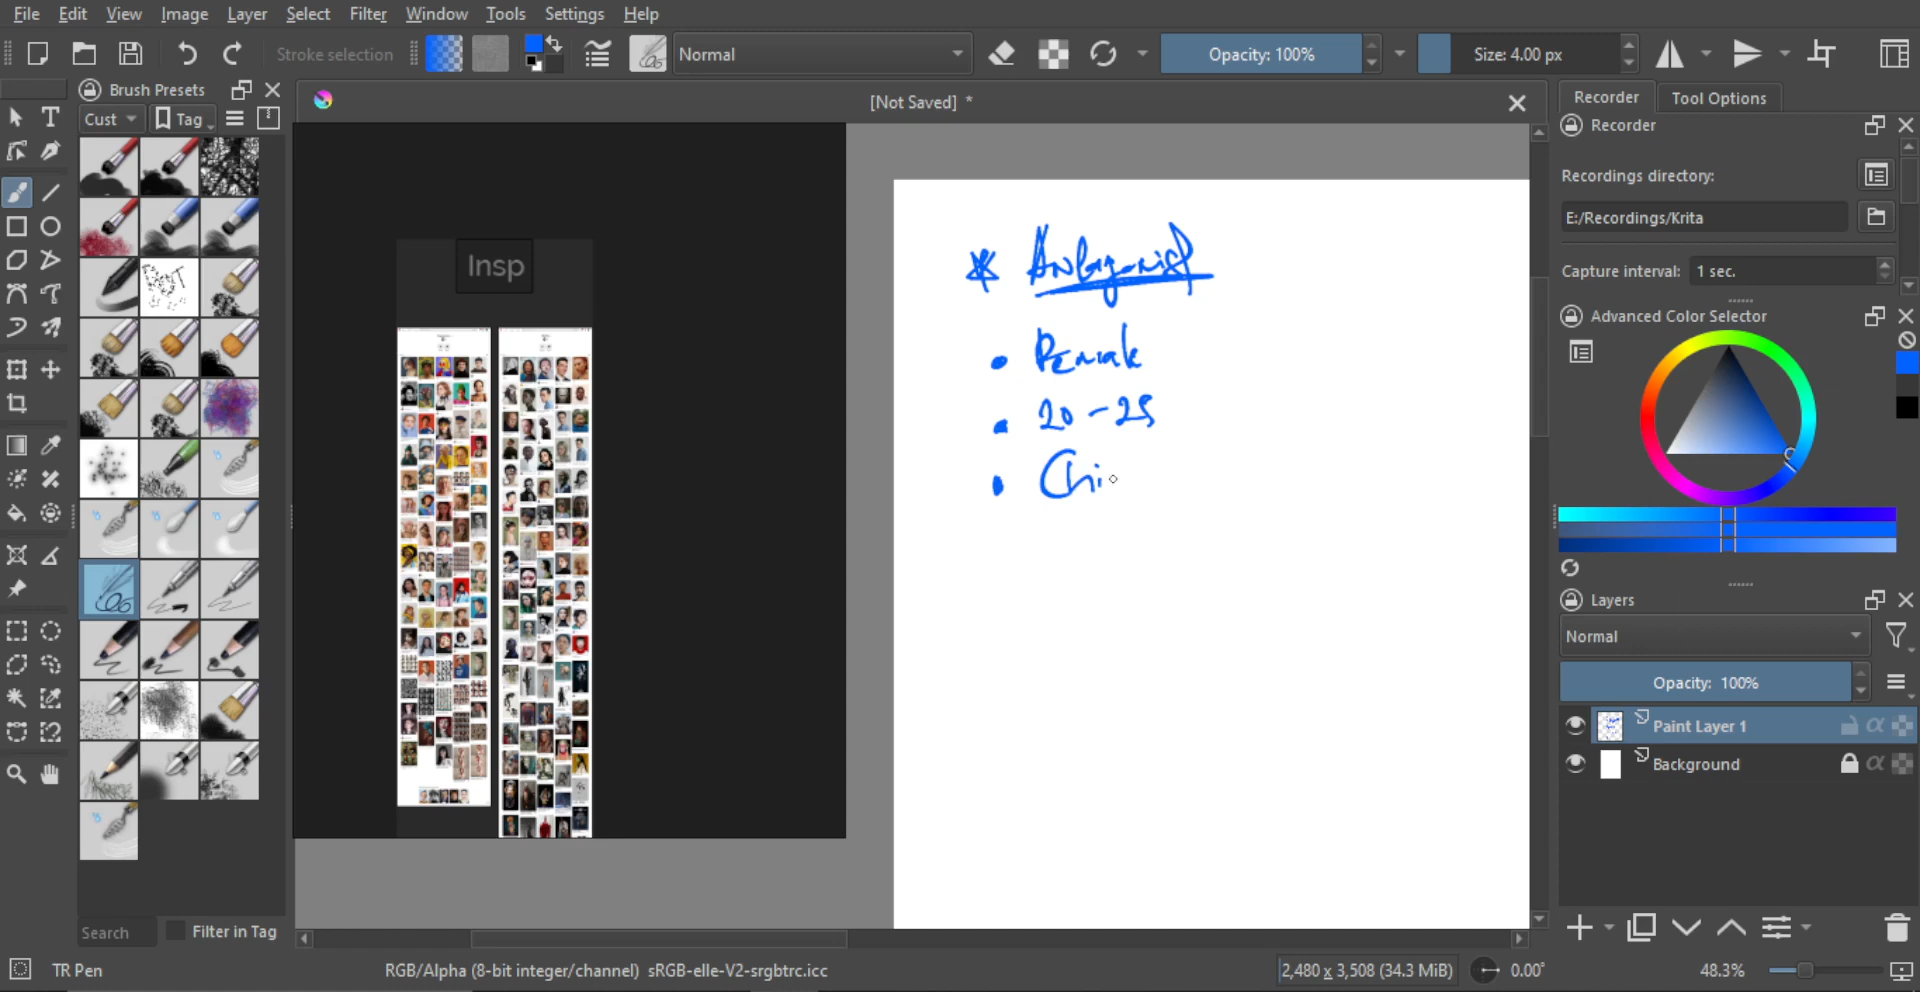 File Edit View Image Layer Select Filter Window Tools Settings Help
Stroke selection Normal Opacity: 100% Size: 4.00 px
Brush Presets
Cust Tag
Search Filter in Tag
[Not Saved] *
Insp
* Antagonist
• Female
• 20 - 25
• Chi
Recorder Tool Options
Recorder
Recordings directory:
E:/Recordings/Krita
Capture interval: 1 sec.
Advanced Color Selector
Layers
Normal
Opacity: 100%
Paint Layer 1
Background
TR Pen RGB/Alpha (8-bit integer/channel) sRGB-elle-V2-srgbtrc.icc 2,480 x 3,508 (34.3 MiB) 0.00° 48.3%